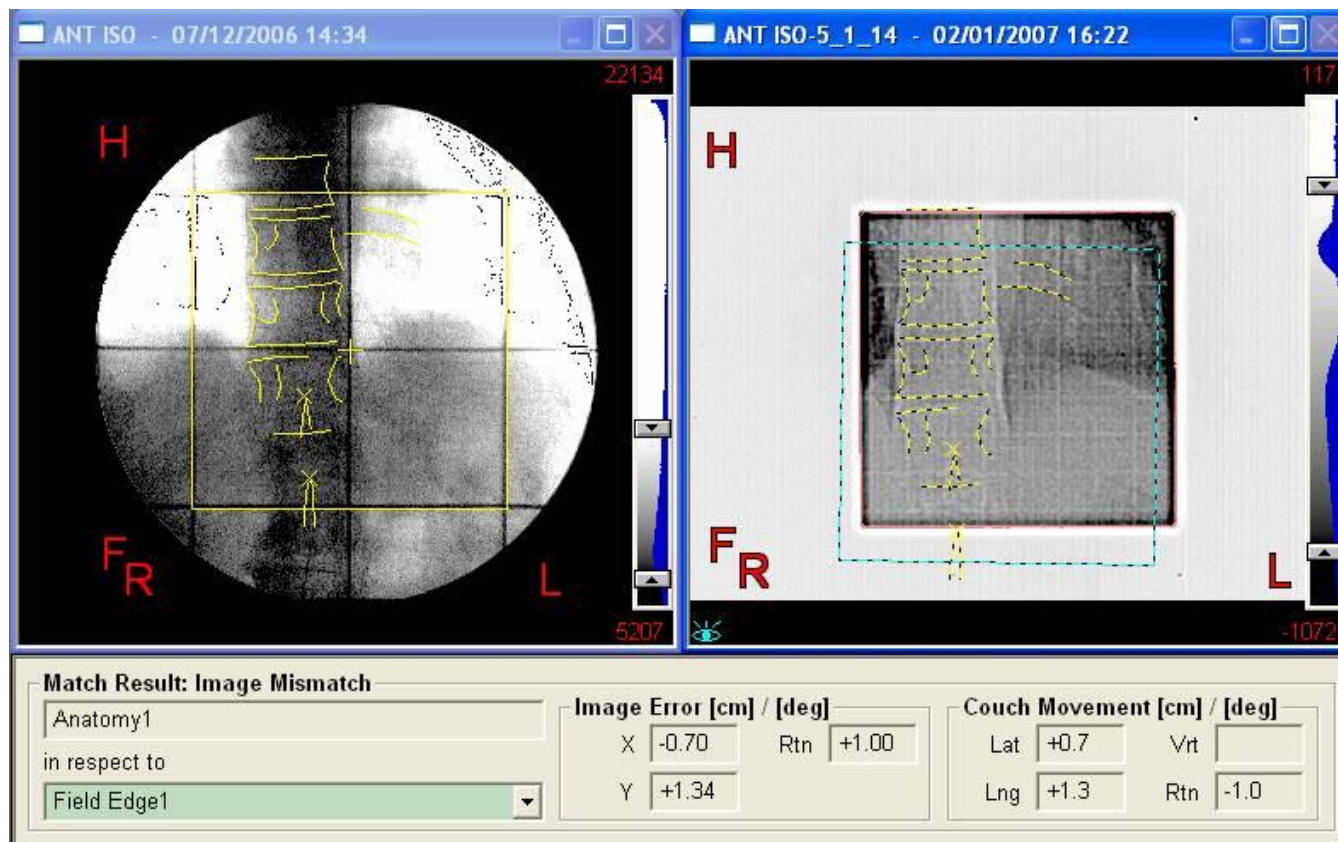 ANT ISO - 07/12/2006 14:34
22134
H
F
R
L
5207
ANT ISO-5_1_14 - 02/01/2007 16:22
117
H
F
R
L
-1072
Match Result: Image Mismatch
Anatomy1
in respect to
Field Edge1
Image Error [cm] / [deg]
X -0.70 Rtn +1.00
Y +1.34
Couch Movement [cm] / [deg]
Lat +0.7 Vrt
Lng +1.3 Rtn -1.0